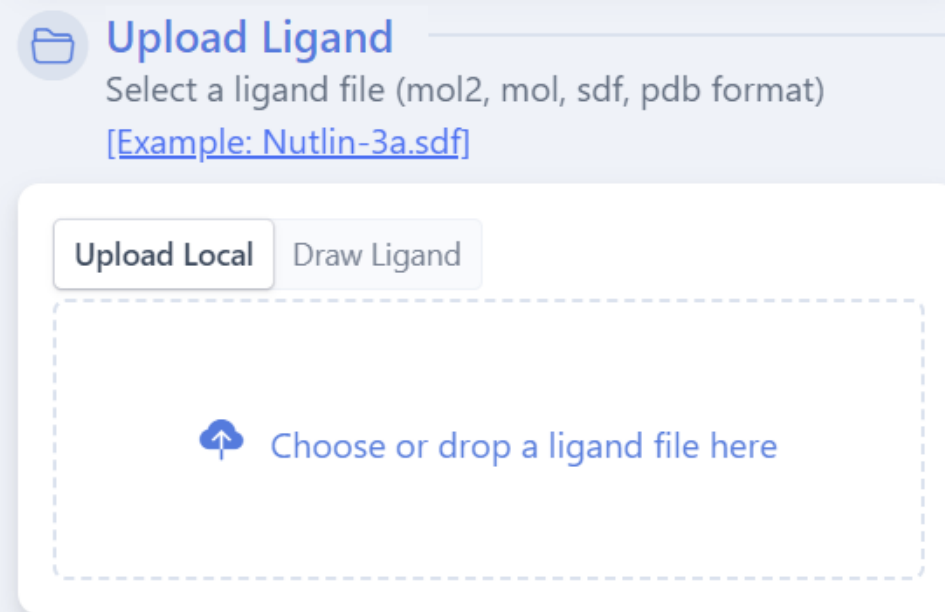 Upload Ligand
Select a ligand file (mol2, mol, sdf, pdb format)
[Example: Nutlin-3a.sdf]
Upload Local Draw Ligand
Choose or drop a ligand file here